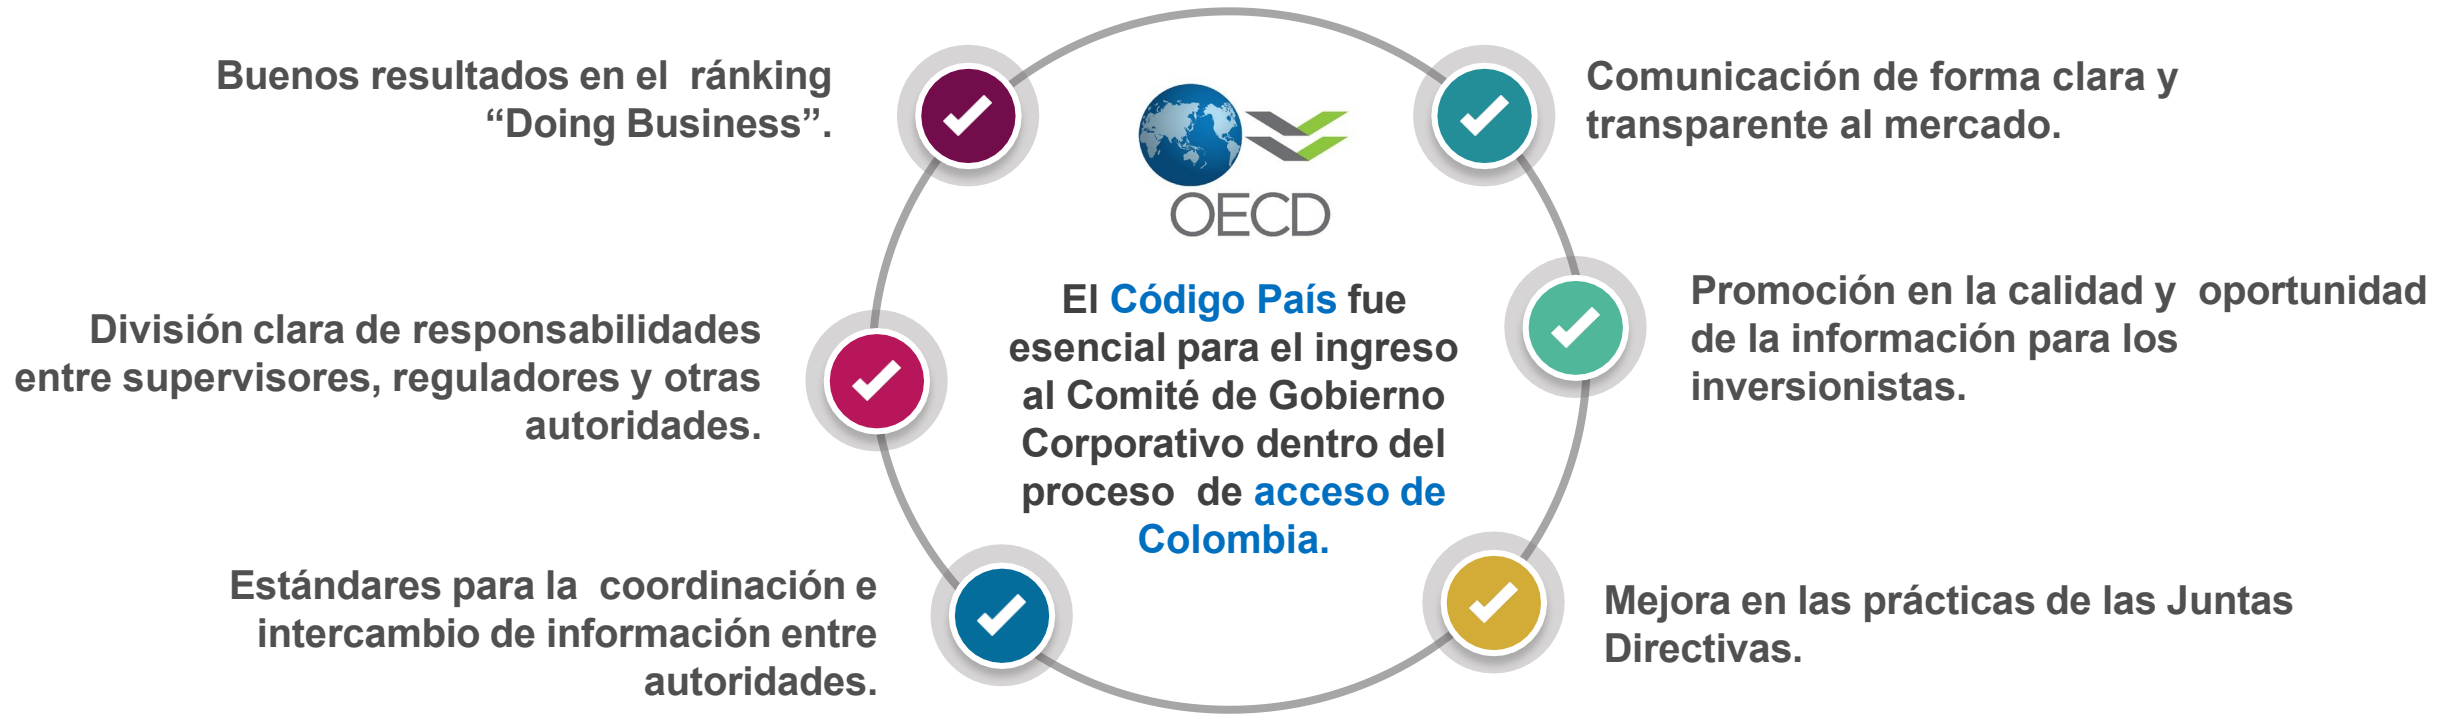 Buenos resultados en el  ránking
“Doing Business”.
División clara de responsabilidades
entre supervisores, reguladores y otras
autoridades.
Estándares para la  coordinación e
intercambio de información entre
autoridades.
OECD
El Código País fue
esencial para el ingreso
al Comité de Gobierno
Corporativo dentro del
proceso  de acceso de
Colombia.
Comunicación de forma clara y
transparente al mercado.
Promoción en la calidad y  oportunidad
de la información para los
inversionistas.
Mejora en las prácticas de las Juntas
Directivas.